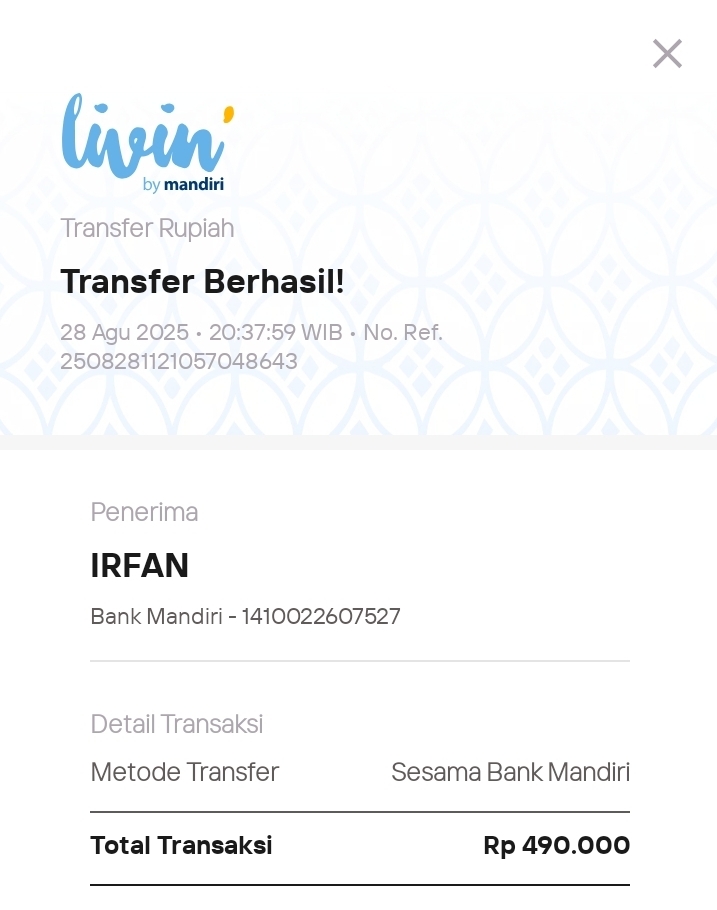 livin'
by mandiri
Transfer Rupiah
Transfer Berhasil!
28 Agu 2025 • 20:37:59 WIB • No. Ref.
2508281121057048643
Penerima
IRFAN
Bank Mandiri - 1410022607527
Detail Transaksi
Metode Transfer Sesama Bank Mandiri
Total Transaksi Rp 490.000